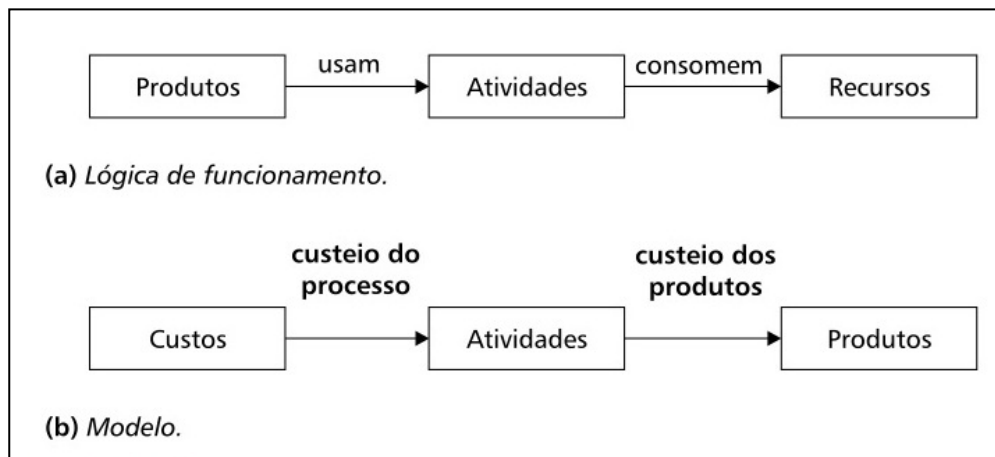 usam
consomem
Produtos
Atividades
Recursos
(a) Lógica de funcionamento.
custeio do
processo
custeio dos
produtos
Custos
Atividades
Produtos
(b) Modelo.